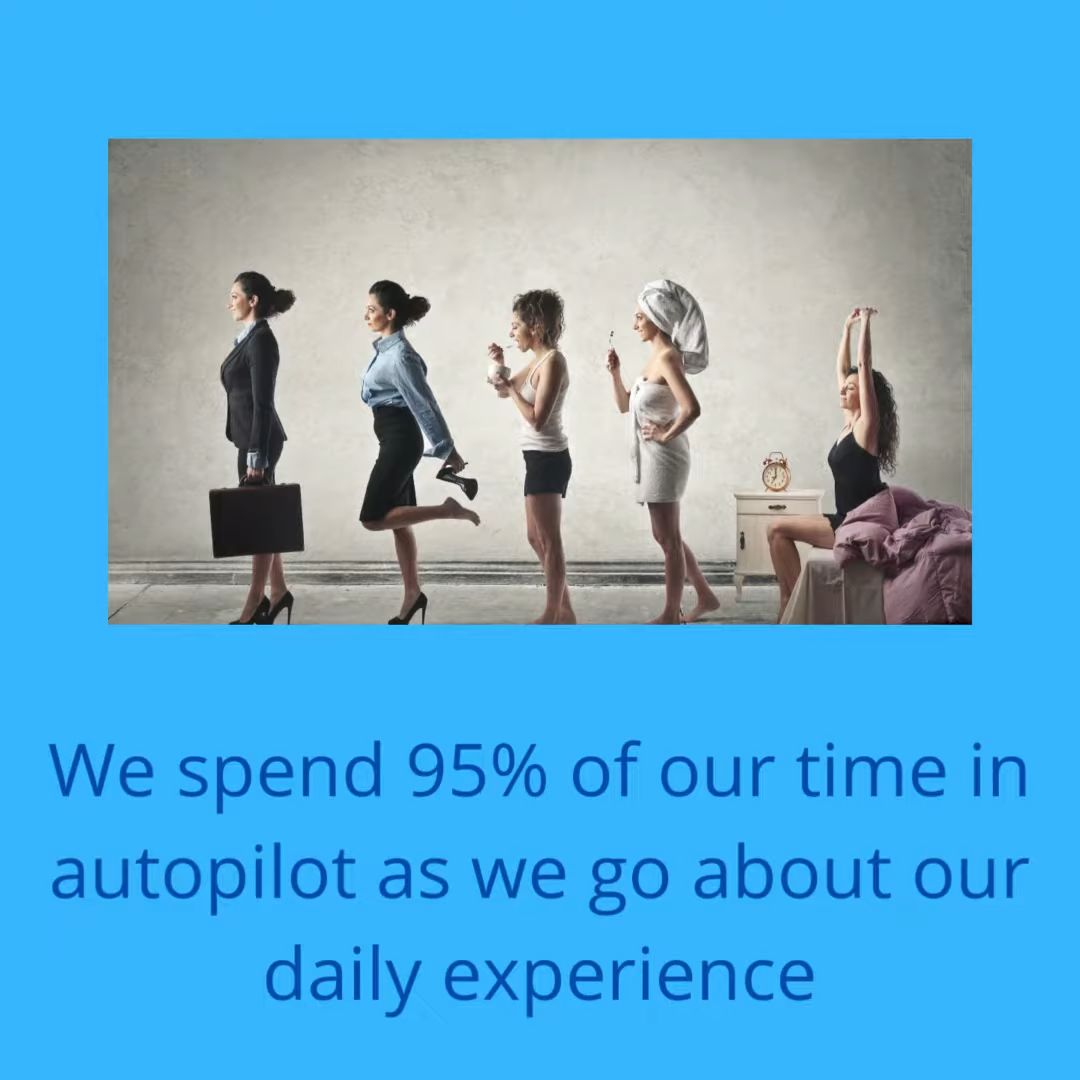 We spend 95% of our time in
autopilot as we go about our
daily experience